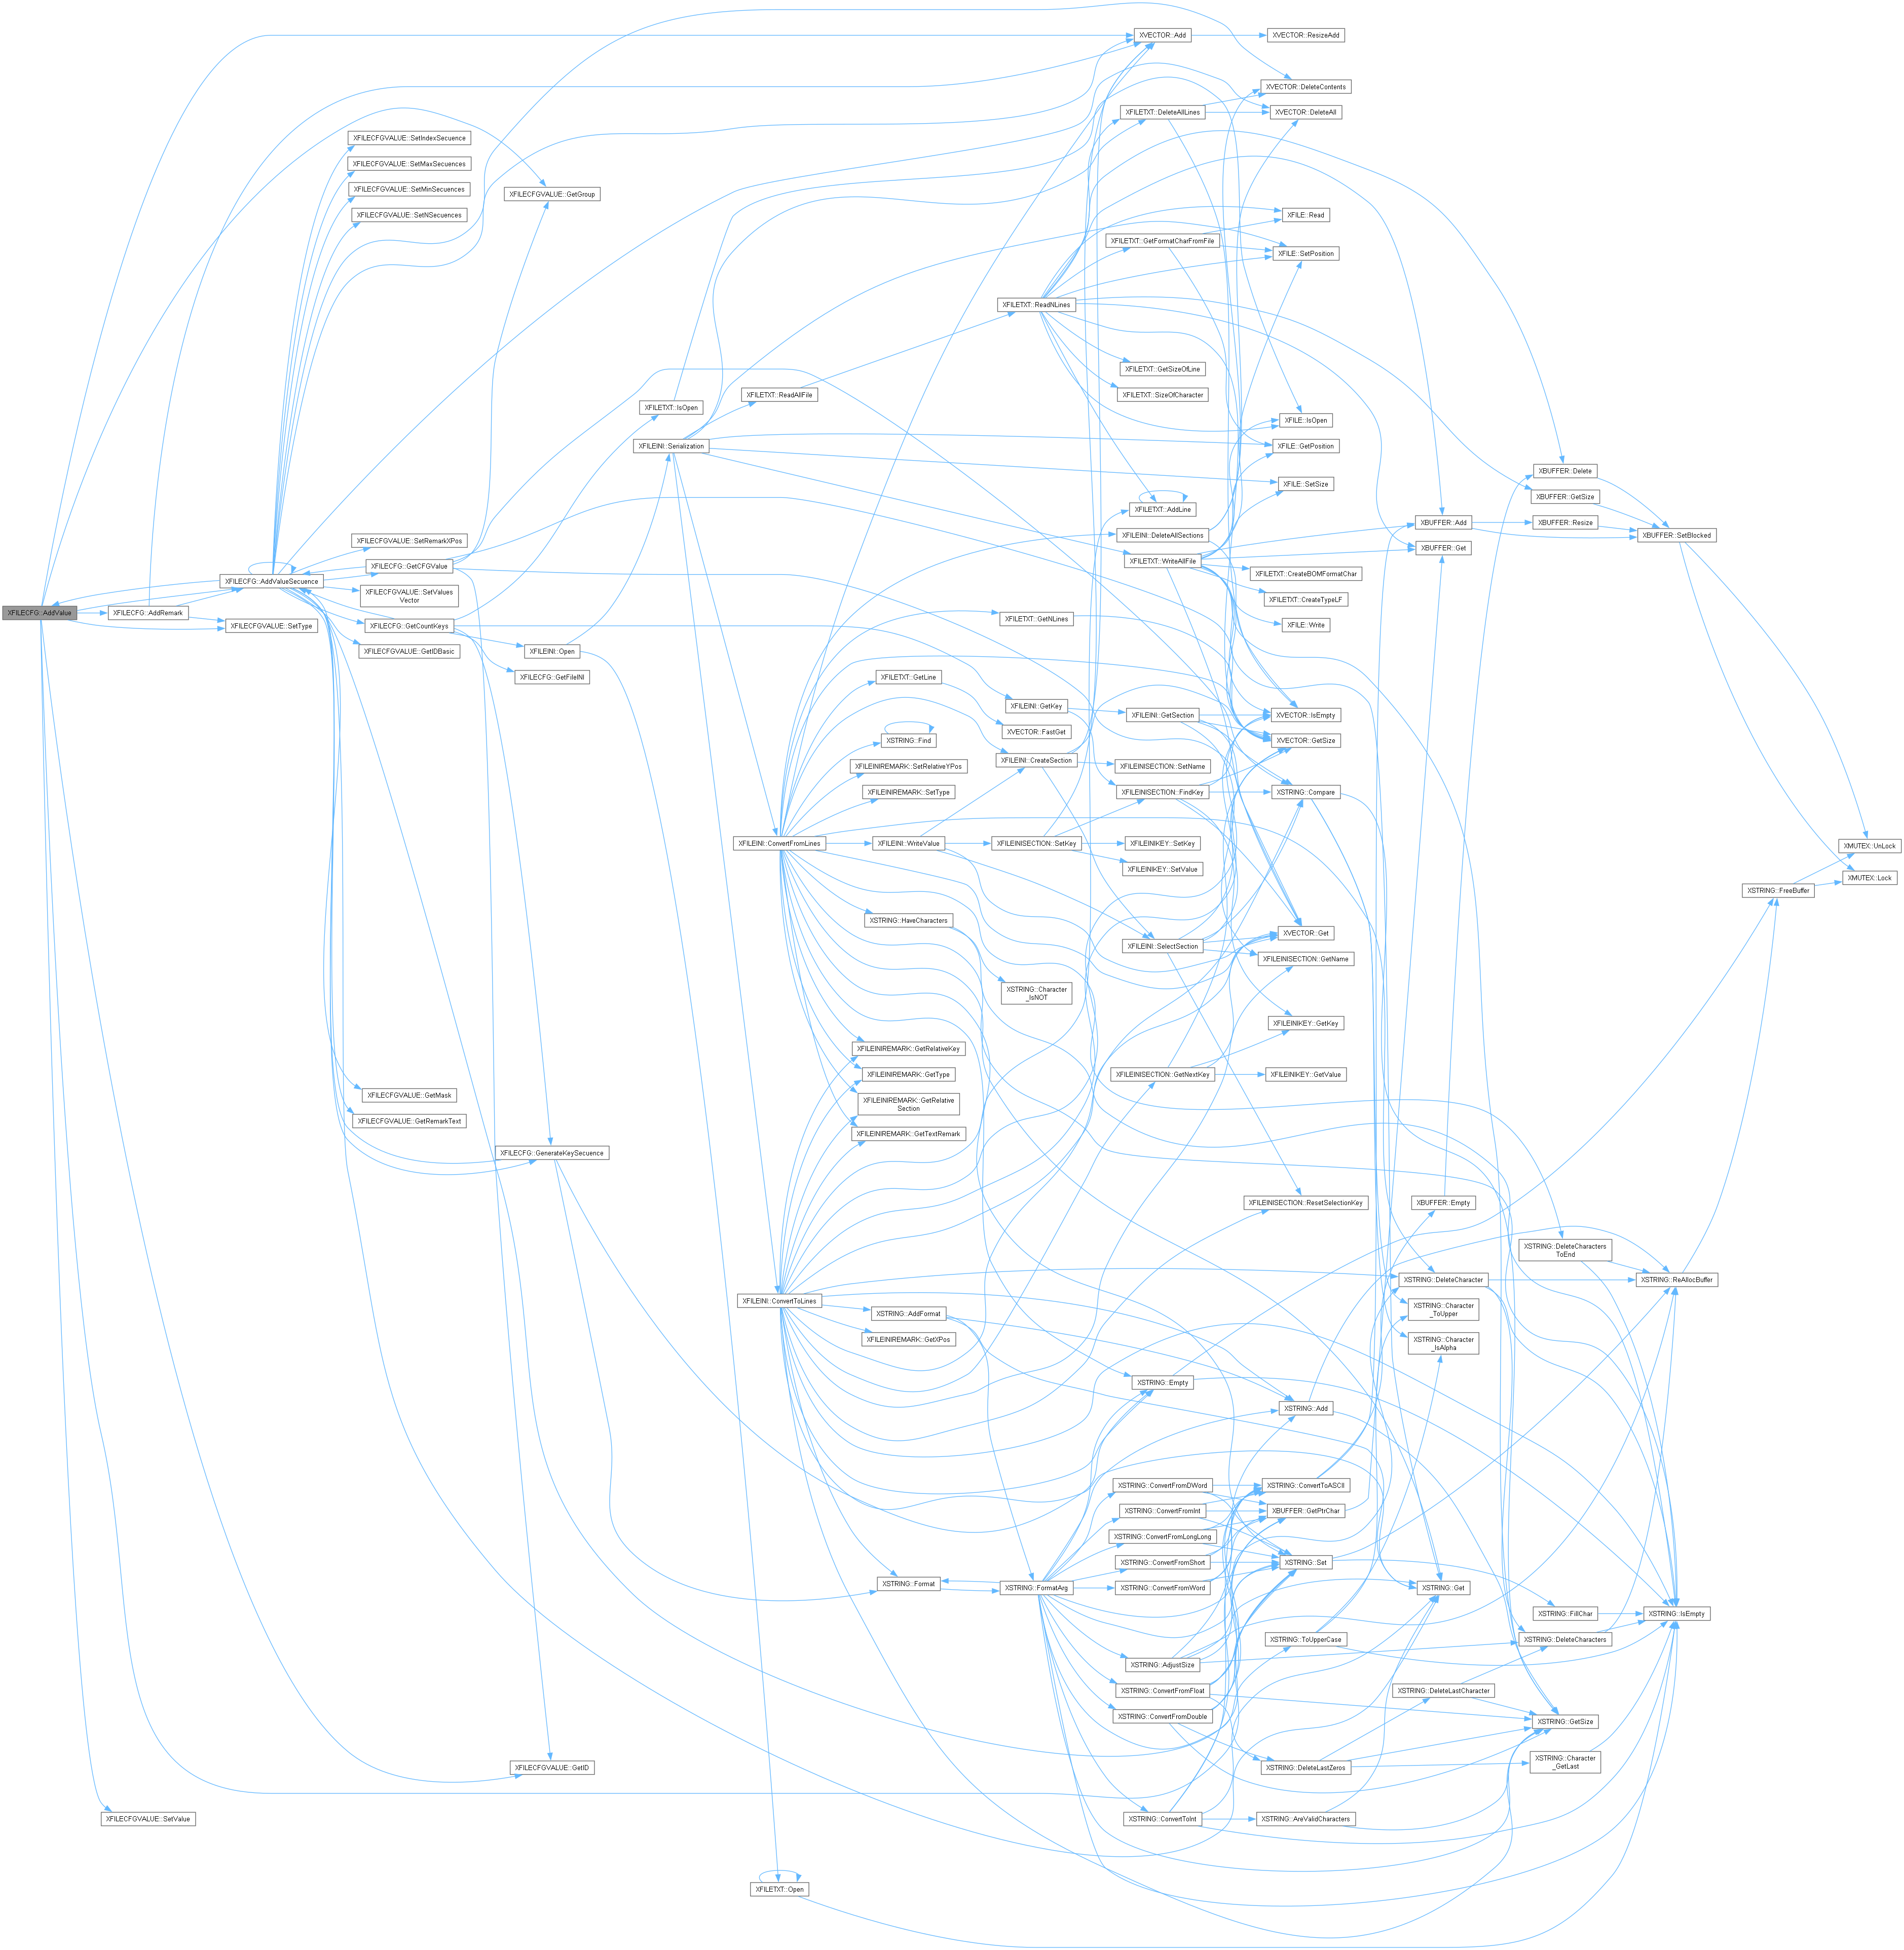 XVECTOR::Add
XVECTOR::ResizeAdd
XVECTOR::DeleteContents
XFILETXT::DeleteAllLines
XVECTOR::DeleteAll
XFILECFGVALUE::SetIndexSecuence
XFILECFGVALUE::SetMaxSecuences
XFILECFGVALUE::SetMinSecuences
XFILECFGVALUE::GetGroup
XFILECFGVALUE::SetNSecuences
XFILE::Read
XFILETXT::GetFormatCharFromFile
XFILE::SetPosition
XFILETXT::ReadNLines
XFILETXT::GetSizeOfLine
XFILETXT::ReadAllFile
XFILETXT::SizeOfCharacter
XFILETXT::IsOpen
XFILE::IsOpen
XFILEINI::Serialization
XFILE::GetPosition
XBUFFER::Delete
XFILE::SetSize
XBUFFER::GetSize
XFILETXT::AddLine
XBUFFER::Add
XBUFFER::Resize
XFILEINI::DeleteAllSections
XBUFFER::SetBlocked
XFILECFGVALUE::SetRemarkXPos
XBUFFER::Get
XFILETXT::WriteAllFile
XFILECFG::GetCFGValue
XFILETXT::CreateBOMFormatChar
XFILECFG::AddValueSecuence
XFILECFGVALUE::SetValues
Vector
XFILETXT::CreateTypeLF
XFILECFG::AddValue
XFILECFG::AddRemark
XFILECFGVALUE::SetType
XFILECFG::GetCountKeys
XFILETXT::GetNLines
XFILE::Write
XFILECFGVALUE::GetIDBasic
XFILEINI::Open
XFILECFG::GetFileINI
XFILETXT::GetLine
XFILEINI::GetKey
XFILEINI::GetSection
XVECTOR::IsEmpty
XVECTOR::FastGet
XSTRING::Find
XVECTOR::GetSize
XFILEINI::CreateSection
XFILEINISECTION::SetName
XFILEINIREMARK::SetRelativeYPos
XFILEINIREMARK::SetType
XFILEINISECTION::FindKey
XSTRING::Compare
XFILEINI::ConvertFromLines
XFILEINI::WriteValue
XFILEINISECTION::SetKey
XFILEINIKEY::SetKey
XMUTEX::UnLock
XFILEINIKEY::SetValue
XMUTEX::Lock
XSTRING::FreeBuffer
XSTRING::HaveCharacters
XVECTOR::Get
XFILEINI::SelectSection
XFILEINISECTION::GetName
XSTRING::Character
_IsNOT
XFILEINIKEY::GetKey
XFILEINIREMARK::GetRelativeKey
XFILEINIREMARK::GetType
XFILEINISECTION::GetNextKey
XFILEINIKEY::GetValue
XFILECFGVALUE::GetMask
XFILEINIREMARK::GetRelative
Section
XFILECFGVALUE::GetRemarkText
XFILEINIREMARK::GetTextRemark
XFILECFG::GenerateKeySecuence
XFILEINISECTION::ResetSelectionKey
XBUFFER::Empty
XSTRING::DeleteCharacters
ToEnd
XSTRING::DeleteCharacter
XSTRING::ReAllocBuffer
XFILEINI::ConvertToLines
XSTRING::AddFormat
XSTRING::Character
_ToUpper
XFILEINIREMARK::GetXPos
XSTRING::Character
_IsAlpha
XSTRING::Empty
XSTRING::Add
XSTRING::ConvertFromDWord
XSTRING::ConvertToASCII
XSTRING::ConvertFromInt
XBUFFER::GetPtrChar
XSTRING::ConvertFromLongLong
XSTRING::ConvertFromShort
XSTRING::Set
XSTRING::Format
XSTRING::FormatArg
XSTRING::ConvertFromWord
XSTRING::Get
XSTRING::FillChar
XSTRING::IsEmpty
XSTRING::ToUpperCase
XSTRING::DeleteCharacters
XSTRING::AdjustSize
XSTRING::ConvertFromFloat
XSTRING::DeleteLastCharacter
XSTRING::ConvertFromDouble
XSTRING::GetSize
XFILECFGVALUE::GetID
XSTRING::DeleteLastZeros
XSTRING::Character
_GetLast
XFILECFGVALUE::SetValue
XSTRING::ConvertToInt
XSTRING::AreValidCharacters
XFILETXT::Open